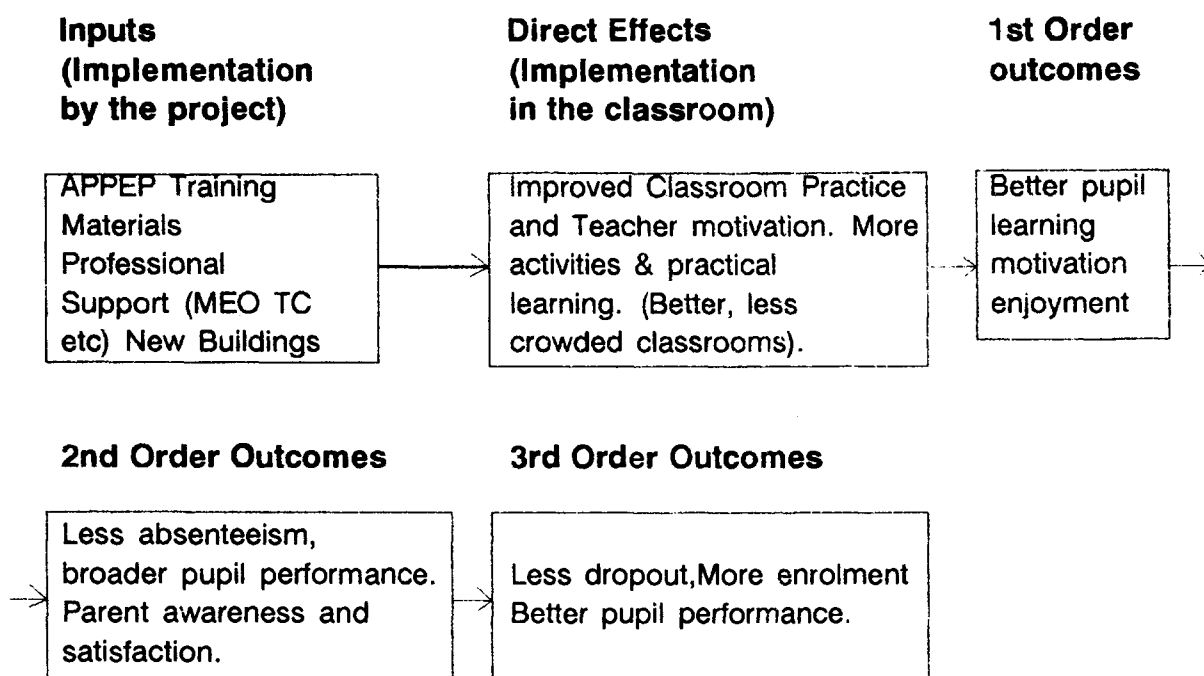 Inputs
(Implementation
by the project)
APPEP Training
Materials
Professional
Support (MEO TC
etc) New Buildings
Direct Effects
(Implementation
in the classroom)
Improved Classroom Practice
and Teacher motivation. More
activities & practical
learning. (Better, less
crowded classrooms).
1st Order
outcomes
Better pupil
learning
motivation
enjoyment
2nd Order Outcomes
Less absenteeism,
broader pupil performance.
Parent awareness and
satisfaction.
3rd Order Outcomes
Less dropout,More enrolment
Better pupil performance.